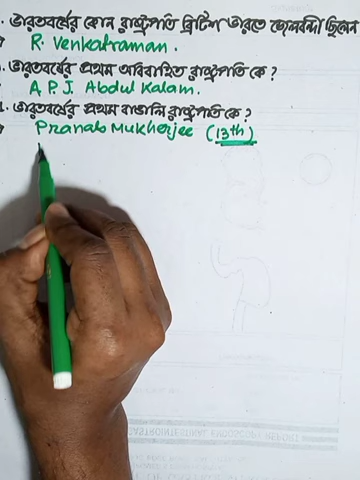 . ভারতবর্ষের কোন রাষ্ট্রপতি ব্রিটিশ ভারতে জেলবন্দী ছিলেন
R. Venkatraman.
. ভারতবর্ষের প্রথম অবিবাহিত রাষ্ট্রপতি কে?
A.P.J. Abdul Kalam.
. ভারতবর্ষের প্রথম বাঙালি রাষ্ট্রপতি কে?
Pranab Mukherjee (13th)